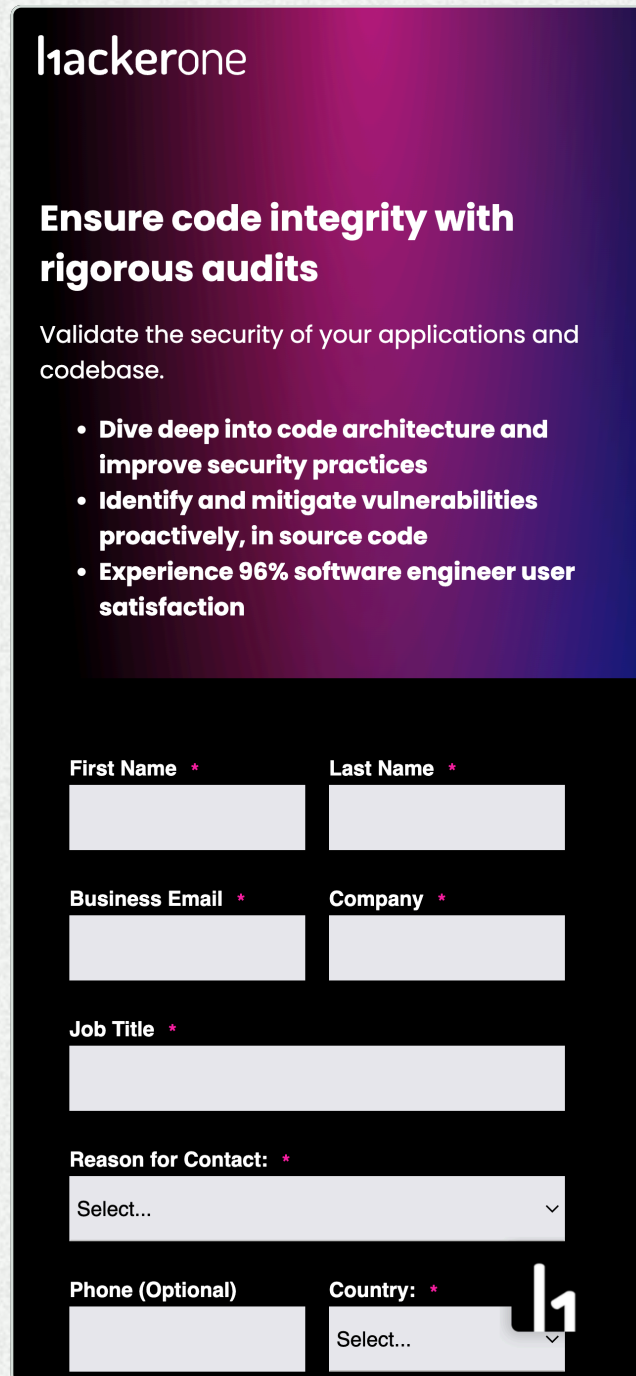 hackerone
Ensure code integrity with
rigorous audits
Validate the security of your applications and
codebase.
• Dive deep into code architecture and
improve security practices
• Identify and mitigate vulnerabilities
proactively, in source code
• Experience 96% software engineer user
satisfaction
First Name * Last Name *
Business Email * Company *
Job Title *
Reason for Contact: *
Select...
Phone (Optional) Country: *
Select...
h1